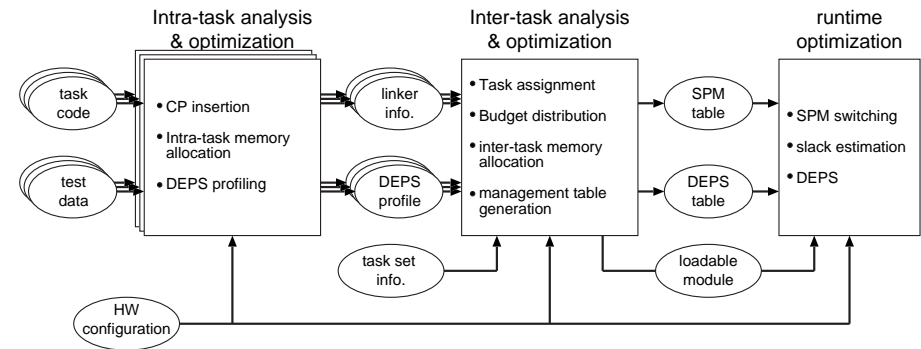 Intra-task analysis
& optimization
Inter-task analysis
& optimization
runtime
optimization
task
code
test
data
• CP insertion
• Intra-task memory
allocation
• DEPS profiling
linker
info.
DEPS
profile
• Task assignment
• Budget distribution
• inter-task memory
allocation
• management table
generation
SPM
table
DEPS
table
• SPM switching
• slack estimation
• DEPS
task set
info.
loadable
module
HW
configuration